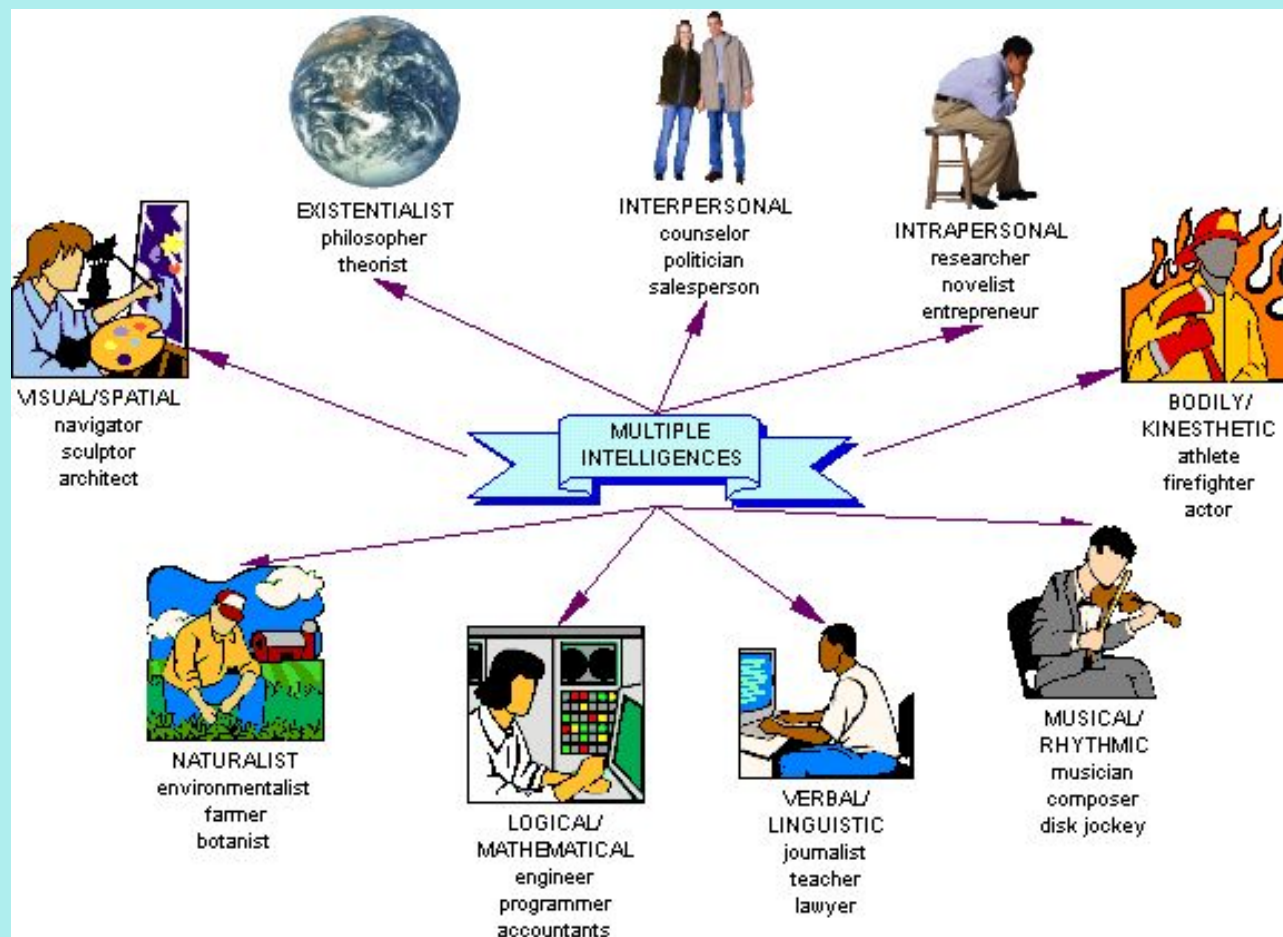 EXISTENTIALIST
philosopher
theorist
INTERPERSONAL
counselor
politician
salesperson
INTRAPERSONAL
researcher
novelist
entrepreneur
VISUAL/SPATIAL
navigator
sculptor
architect
MULTIPLE
INTELLIGENCES
BODILY/
KINESTHETIC
athlete
firefighter
actor
NATURALIST
environmentalist
farmer
botanist
LOGICAL/
MATHEMATICAL
engineer
programmer
accountants
VERBAL/
LINGUISTIC
journalist
teacher
lawyer
MUSICAL/
RHYTHMIC
musician
composer
disk jockey